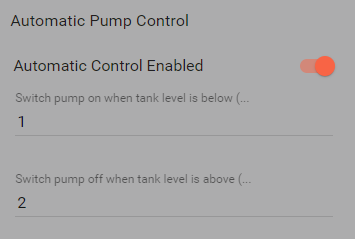 Automatic Pump Control
Automatic Control Enabled
Switch pump on when tank level is below (...
1
Switch pump off when tank level is above (...
2